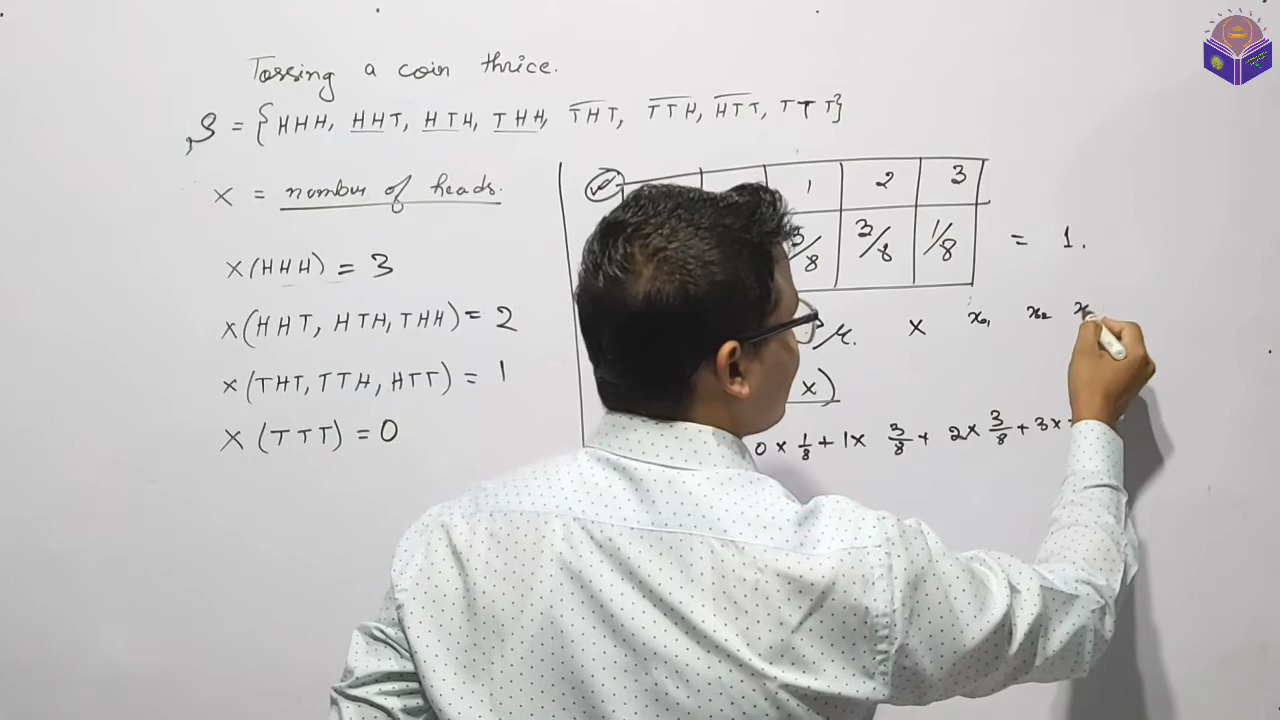 Tossing a coin thrice.
S = {HHH, HHT, HTH, THH, THT, TTH, HTT, TTT}
X = number of heads.
X(HHH) = 3
X(HHT, HTH, THH) = 2
X(THT, TTH, HTT) = 1
X(TTT) = 0
1 2 3
3/8 3/8 1/8 = 1.
μ. X x₁ x₂ x
X)
0 × 1/8 + 1 × 3/8 + 2 × 3/8 + 3 ×